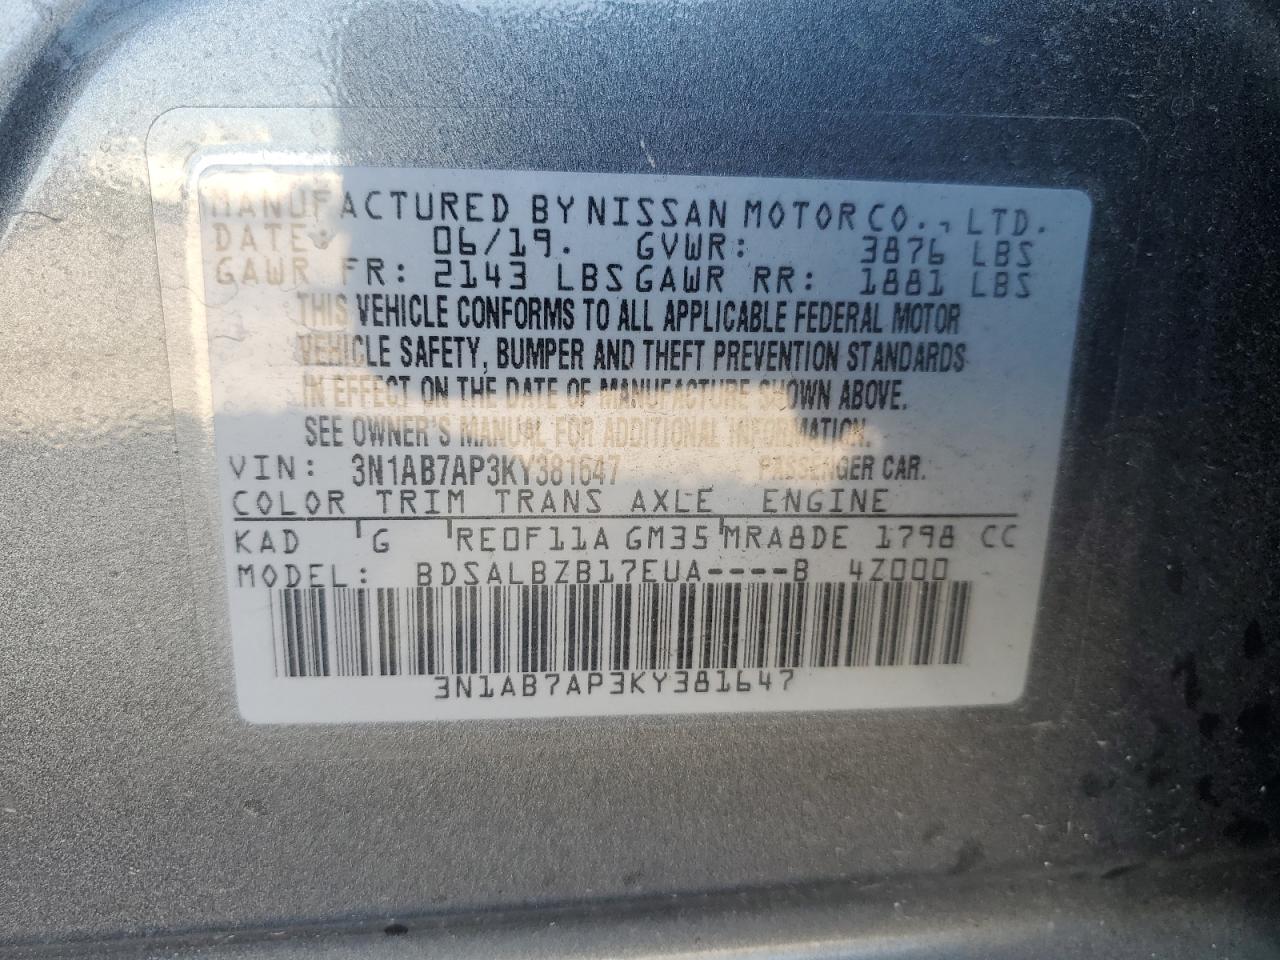 MANUFACTURED BY NISSAN MOTOR CO., LTD.
DATE: 06/19. GVWR: 3876 LBS
GAWR FR: 2143 LBS GAWR RR: 1881 LBS
THIS VEHICLE CONFORMS TO ALL APPLICABLE FEDERAL MOTOR
VEHICLE SAFETY, BUMPER AND THEFT PREVENTION STANDARDS
IN EFFECT ON THE DATE OF MANUFACTURE SHOWN ABOVE.
SEE OWNER'S MANUAL FOR ADDITIONAL INFORMATION.
VIN: 3N1AB7AP3KY381647 PASSENGER CAR.
COLOR TRIM TRANS AXLE ENGINE
KAD G RE0F11A GM35 MRA8DE 1798 CC
MODEL: BDSALBZB17EUA----B 4Z000
3N1AB7AP3KY381647